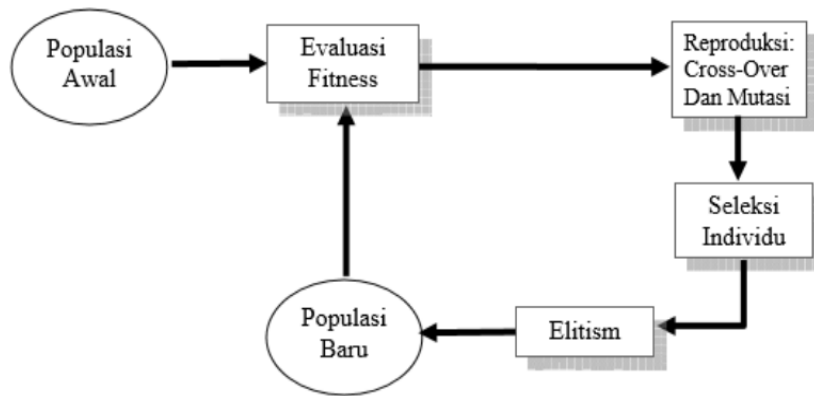 Populasi
Awal
Evaluasi
Fitness
Reproduksi:
Cross-Over
Dan Mutasi
Seleksi
Individu
Elitism
Populasi
Baru